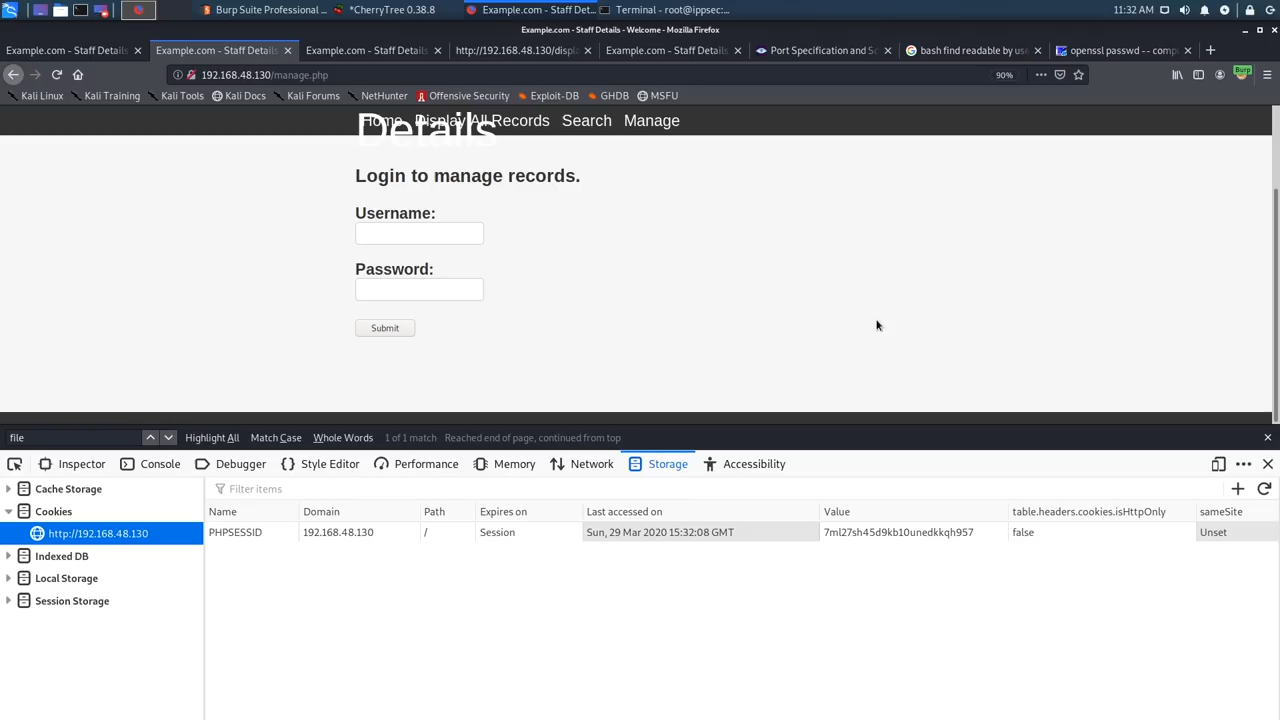 Burp Suite Professional ... *CherryTree 0.38.8 Example.com - Staff Det... Terminal - root@ippsec:... 11:32 AM
Example.com - Staff Details - Welcome - Mozilla Firefox
Example.com - Staff Details Example.com - Staff Details Example.com - Staff Details http://192.168.48.130/displ Example.com - Staff Details Port Specification and Sc bash find readable by use openssl passwd -- compu
192.168.48.130/manage.php 90% Burp
Kali Linux Kali Training Kali Tools Kali Docs Kali Forums NetHunter Offensive Security Exploit-DB GHDB MSFU
Home Display All Records Search Manage
Details
Login to manage records.
Username:
Password:
Submit
file Highlight All Match Case Whole Words 1 of 1 match Reached end of page, continued from top
Inspector Console Debugger Style Editor Performance Memory Network Storage Accessibility
Cache Storage
Cookies
http://192.168.48.130
Indexed DB
Local Storage
Session Storage
Filter items
Name Domain Path Expires on Last accessed on Value table.headers.cookies.isHttpOnly sameSite
PHPSESSID 192.168.48.130 / Session Sun, 29 Mar 2020 15:32:08 GMT 7ml27sh45d9kb10unedkkqh957 false Unset